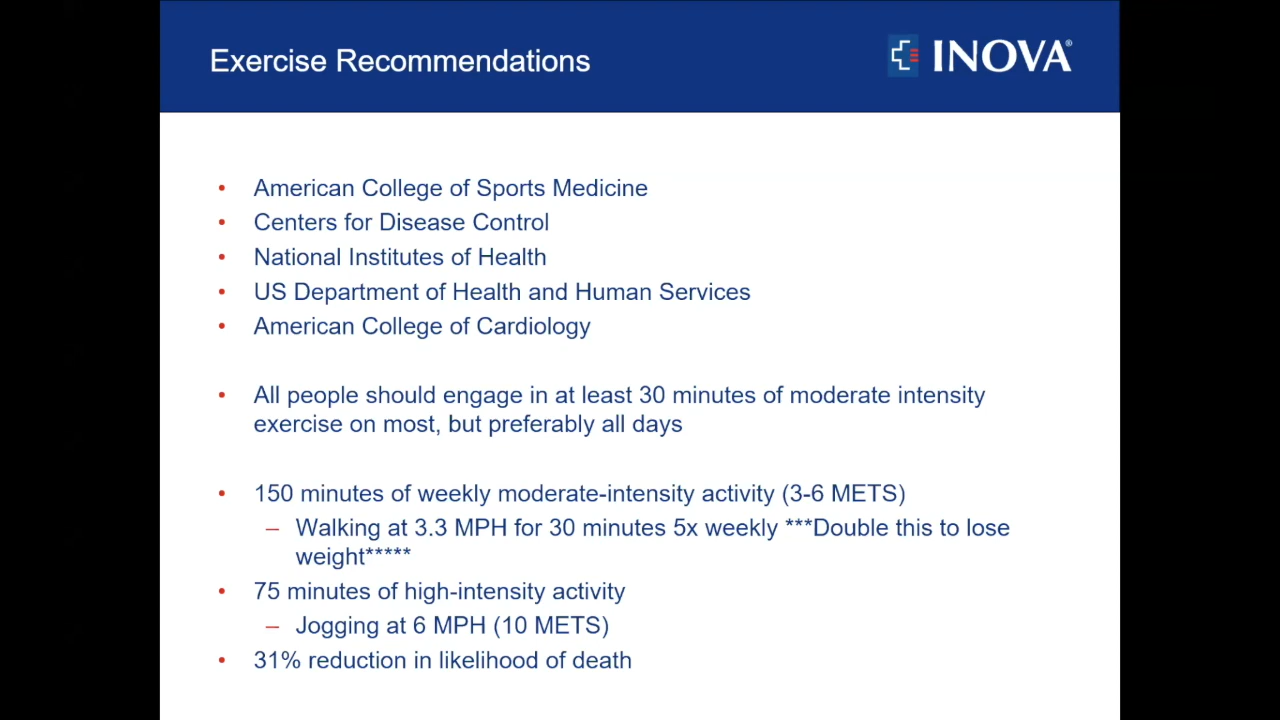 Exercise Recommendations
INOVA®
• American College of Sports Medicine
• Centers for Disease Control
• National Institutes of Health
• US Department of Health and Human Services
• American College of Cardiology
• All people should engage in at least 30 minutes of moderate intensity
exercise on most, but preferably all days
• 150 minutes of weekly moderate-intensity activity (3-6 METS)
– Walking at 3.3 MPH for 30 minutes 5x weekly ***Double this to lose
weight*****
• 75 minutes of high-intensity activity
– Jogging at 6 MPH (10 METS)
• 31% reduction in likelihood of death